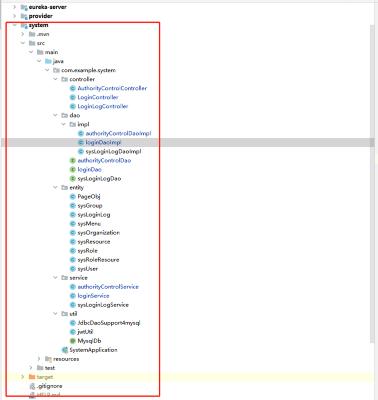 eureka-server
provider
system
.mvn
src
main
java
com.example.system
controller
AuthorityControlController
LoginController
LoginLogController
dao
impl
authorityControlDaoImpl
loginDaoImpl
sysLoginLogDaoImpl
authorityControlDao
loginDao
sysLoginLogDao
entity
PageObj
sysGroup
sysLoginLog
sysMenu
sysOrganization
sysResource
sysRole
sysRoleResoure
sysUser
service
authorityControlService
loginService
sysLoginLogService
util
JdbcDaoSupport4mysql
jwtUtil
MysqlDb
SystemApplication
resources
test
target
.gitignore
HELP.md